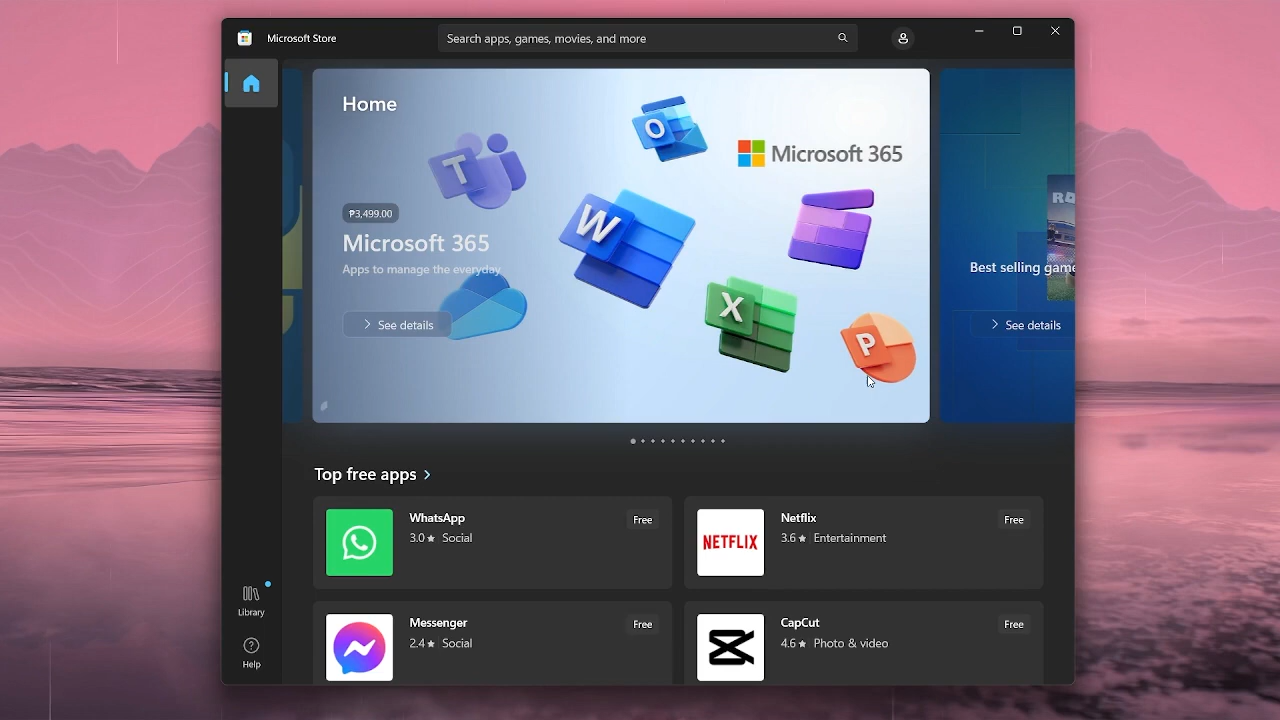 Microsoft Store
Search apps, games, movies, and more
Home
Microsoft 365
₱3,499.00
Microsoft 365
Apps to manage the everyday
See details
T
O
W
X
P
RO
Best selling game
See details
Top free apps
WhatsApp
3.0★ Social
Free
NETFLIX
Netflix
3.6★ Entertainment
Free
Messenger
2.4★ Social
Free
CapCut
4.6★ Photo & video
Free
Library
Help